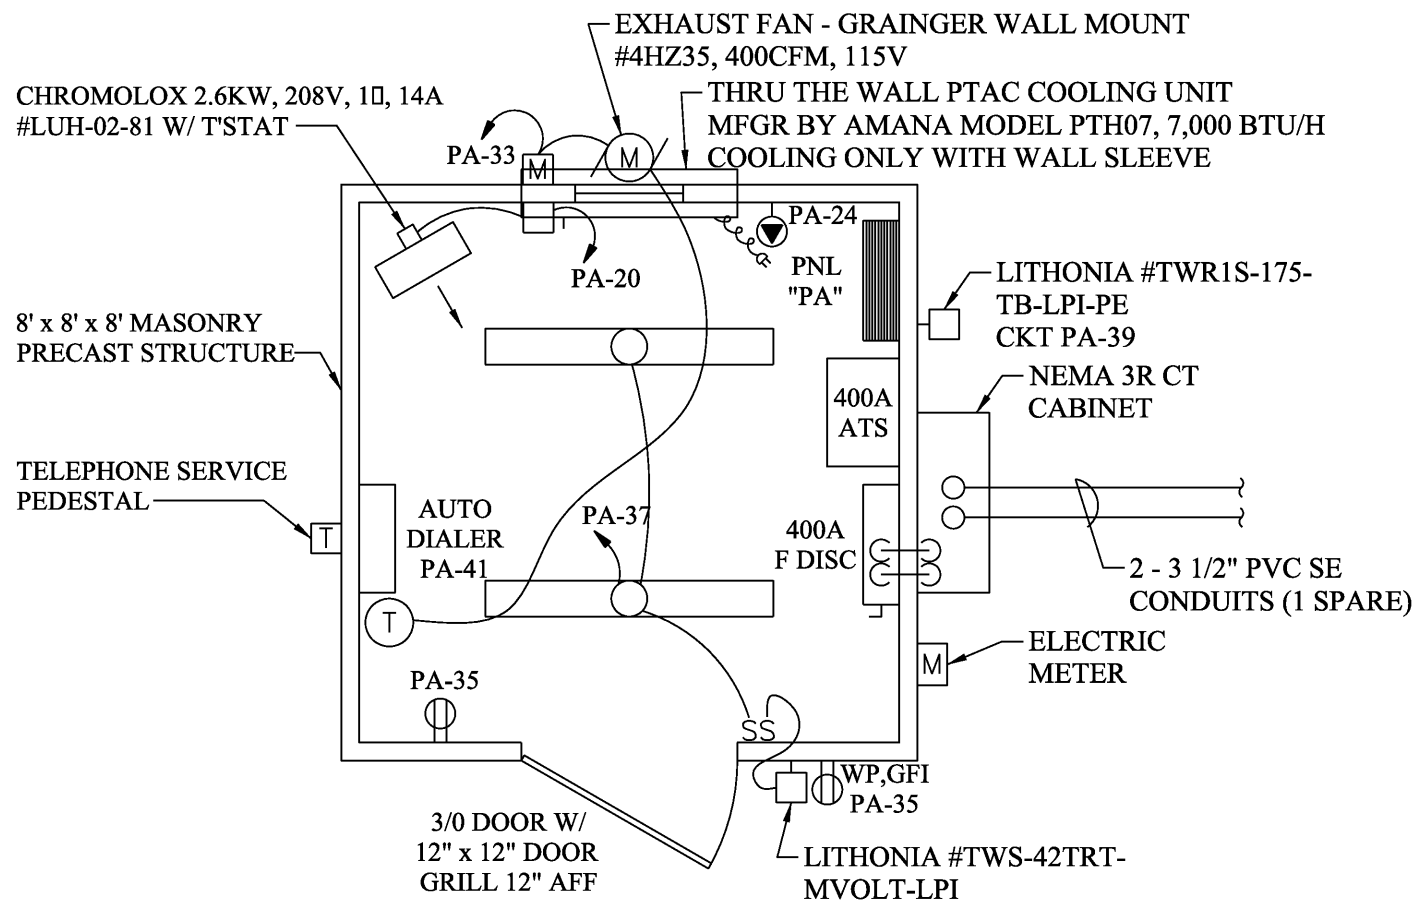 EXHAUST FAN - GRAINGER WALL MOUNT
#4HZ35, 400CFM, 115V
CHROMOLOX 2.6KW, 208V, 1▯, 14A
#LUH-02-81 W/ T'STAT
THRU THE WALL PTAC COOLING UNIT
MFGR BY AMANA MODEL PTH07, 7,000 BTU/H
COOLING ONLY WITH WALL SLEEVE
PA-33
M
M
PA-24
PA-20
PNL
"PA"
LITHONIA #TWR1S-175-
TB-LPI-PE
CKT PA-39
8' x 8' x 8' MASONRY
PRECAST STRUCTURE
NEMA 3R CT
CABINET
400A
ATS
TELEPHONE SERVICE
PEDESTAL
T
AUTO
DIALER
PA-41
PA-37
400A
F DISC
2 - 3 1/2" PVC SE
CONDUITS (1 SPARE)
T
ELECTRIC
METER
M
PA-35
SS
WP,GFI
PA-35
3/0 DOOR W/
12" x 12" DOOR
GRILL 12" AFF
LITHONIA #TWS-42TRT-
MVOLT-LPI